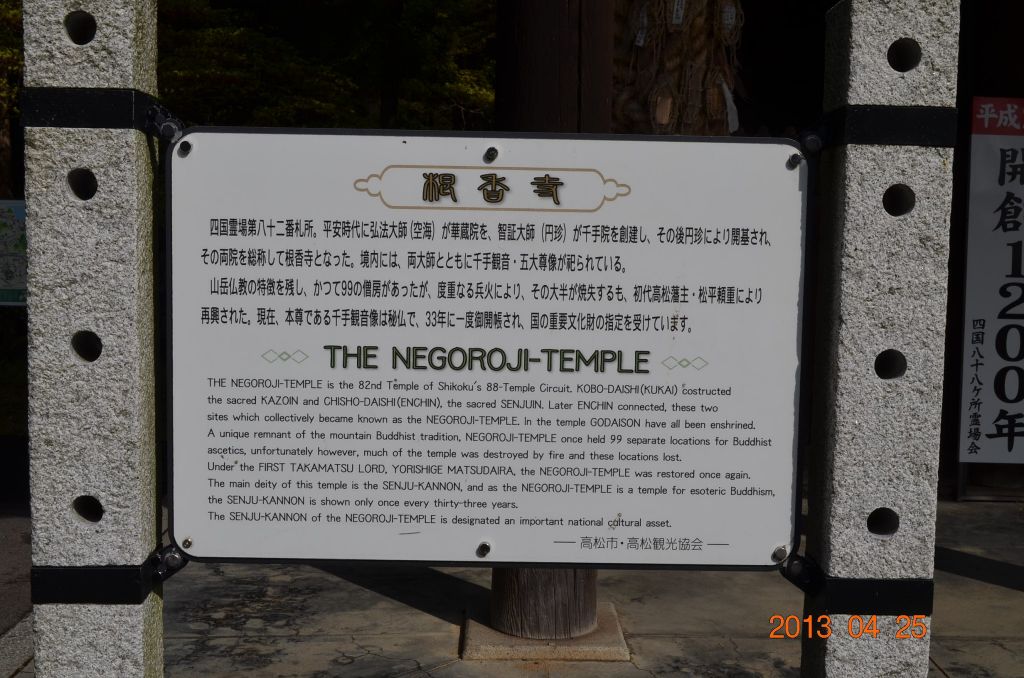 根香寺
四国霊場第八十二番札所。平安時代に弘法大師（空海）が華蔵院を、智証大師（円珍）が千手院を創建し、その後円珍により開基され、
その両院を総称して根香寺となった。境内には、両大師とともに千手観音・五大尊像が祀られている。
山岳仏教の特徴を残し、かつて99の僧房があったが、度重なる兵火により、その大半が焼失するも、初代高松藩主・松平頼重により
再興された。現在、本尊である千手観音像は秘仏で、33年に一度御開帳され、国の重要文化財の指定を受けています。
THE NEGOROJI-TEMPLE
THE NEGOROJI-TEMPLE is the 82nd Temple of Shikoku's 88-Temple Circuit. KOBO-DAISHI(KUKAI) costructed
the sacred KAZOIN and CHISHO-DAISHI(ENCHIN), the sacred SENJUIN. Later ENCHIN connected, these two
sites which collectively became known as the NEGOROJI-TEMPLE. In the temple GODAISON have all been enshrined.
A unique remnant of the mountain Buddhist tradition, NEGOROJI-TEMPLE once held 99 separate locations for Buddhist
ascetics, unfortunately however, much of the temple was destroyed by fire and these locations lost.
Under the FIRST TAKAMATSU LORD, YORISHIGE MATSUDAIRA, the NEGOROJI-TEMPLE was restored once again.
The main deity of this temple is the SENJU-KANNON, and as the NEGOROJI-TEMPLE is a temple for esoteric Buddhism,
the SENJU-KANNON is shown only once every thirty-three years.
The SENJU-KANNON of the NEGOROJI-TEMPLE is designated an important national cultural asset.
── 高松市・高松観光協会 ──
平成
開創1200年
四国八十八ヶ所霊場会
2013 04 25